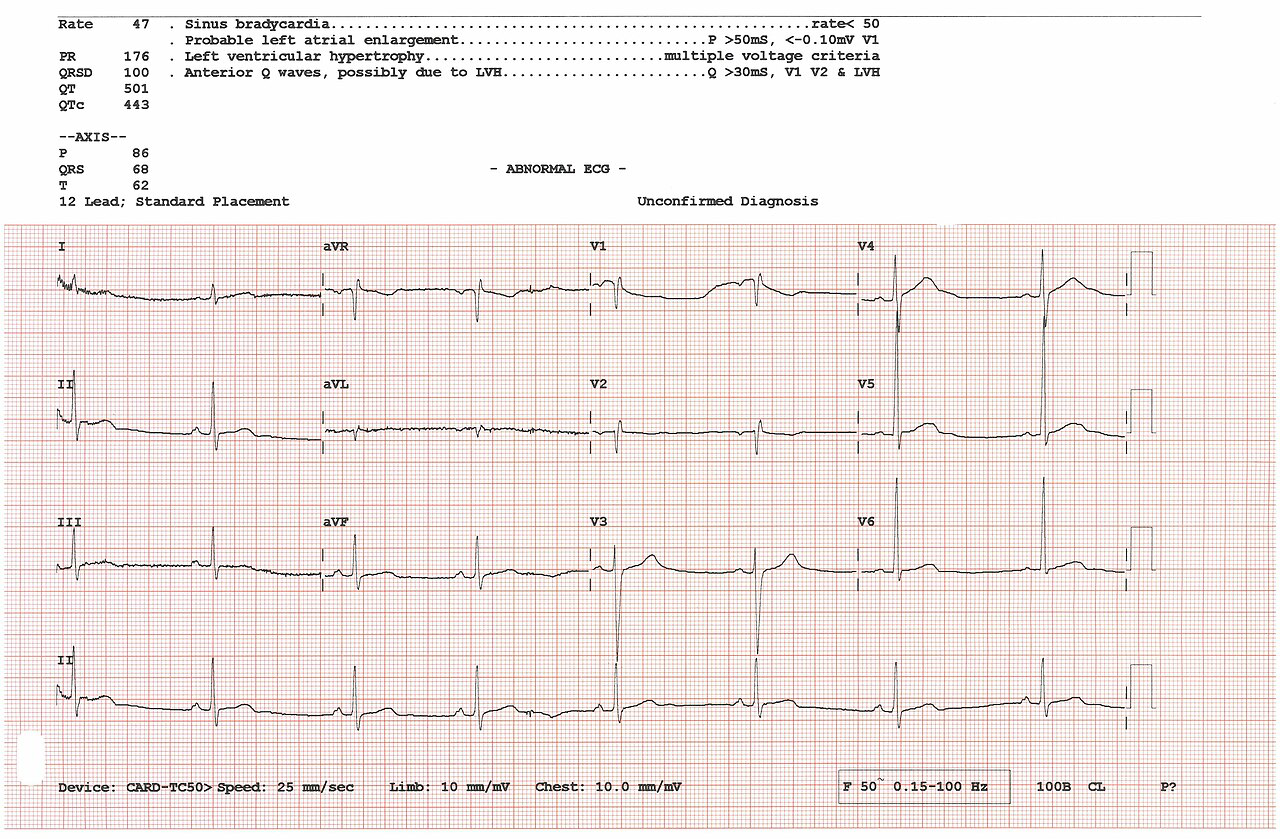 Rate 47 . Sinus bradycardia.........................................................rate< 50
. Probable left atrial enlargement.............................P >50mS, <-0.10mV V1
PR 176 . Left ventricular hypertrophy............................multiple voltage criteria
QRSD 100 . Anterior Q waves, possibly due to LVH........................Q >30mS, V1 V2 & LVH
QT 501
QTc 443
--AXIS--
P 86
QRS 68 - ABNORMAL ECG -
T 62
12 Lead; Standard Placement Unconfirmed Diagnosis
I aVR V1 V4
II aVL V2 V5
III aVF V3 V6
II
Device: CARD-TC50> Speed: 25 mm/sec Limb: 10 mm/mV Chest: 10.0 mm/mV F 50~ 0.15-100 Hz 100B CL P?